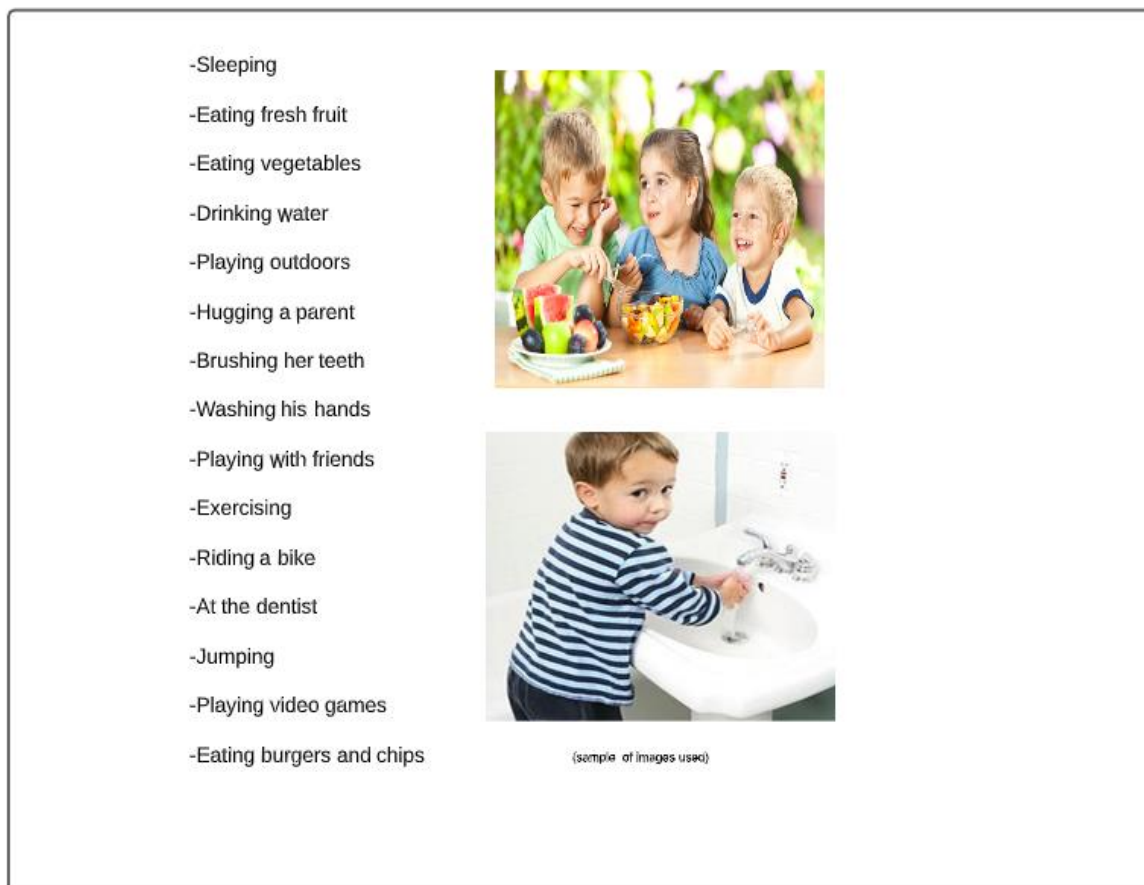 -Sleeping
-Eating fresh fruit
-Eating vegetables
-Drinking water
-Playing outdoors
-Hugging a parent
-Brushing her teeth
-Washing his hands
-Playing with friends
-Exercising
-Riding a bike
-At the dentist
-Jumping
-Playing video games
-Eating burgers and chips
(sample of images used)